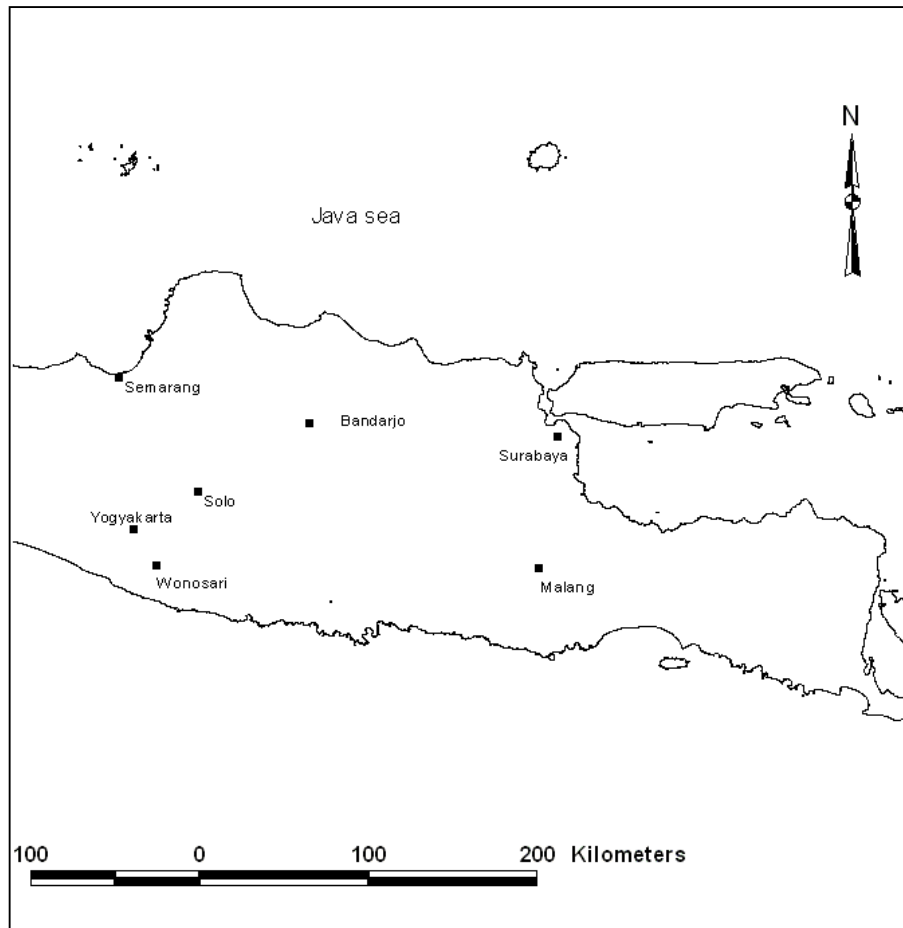 N
Java sea
Semarang
Bandarjo
Surabaya
Solo
Yogyakarta
Wonosari
Malang
100 0 100 200 Kilometers